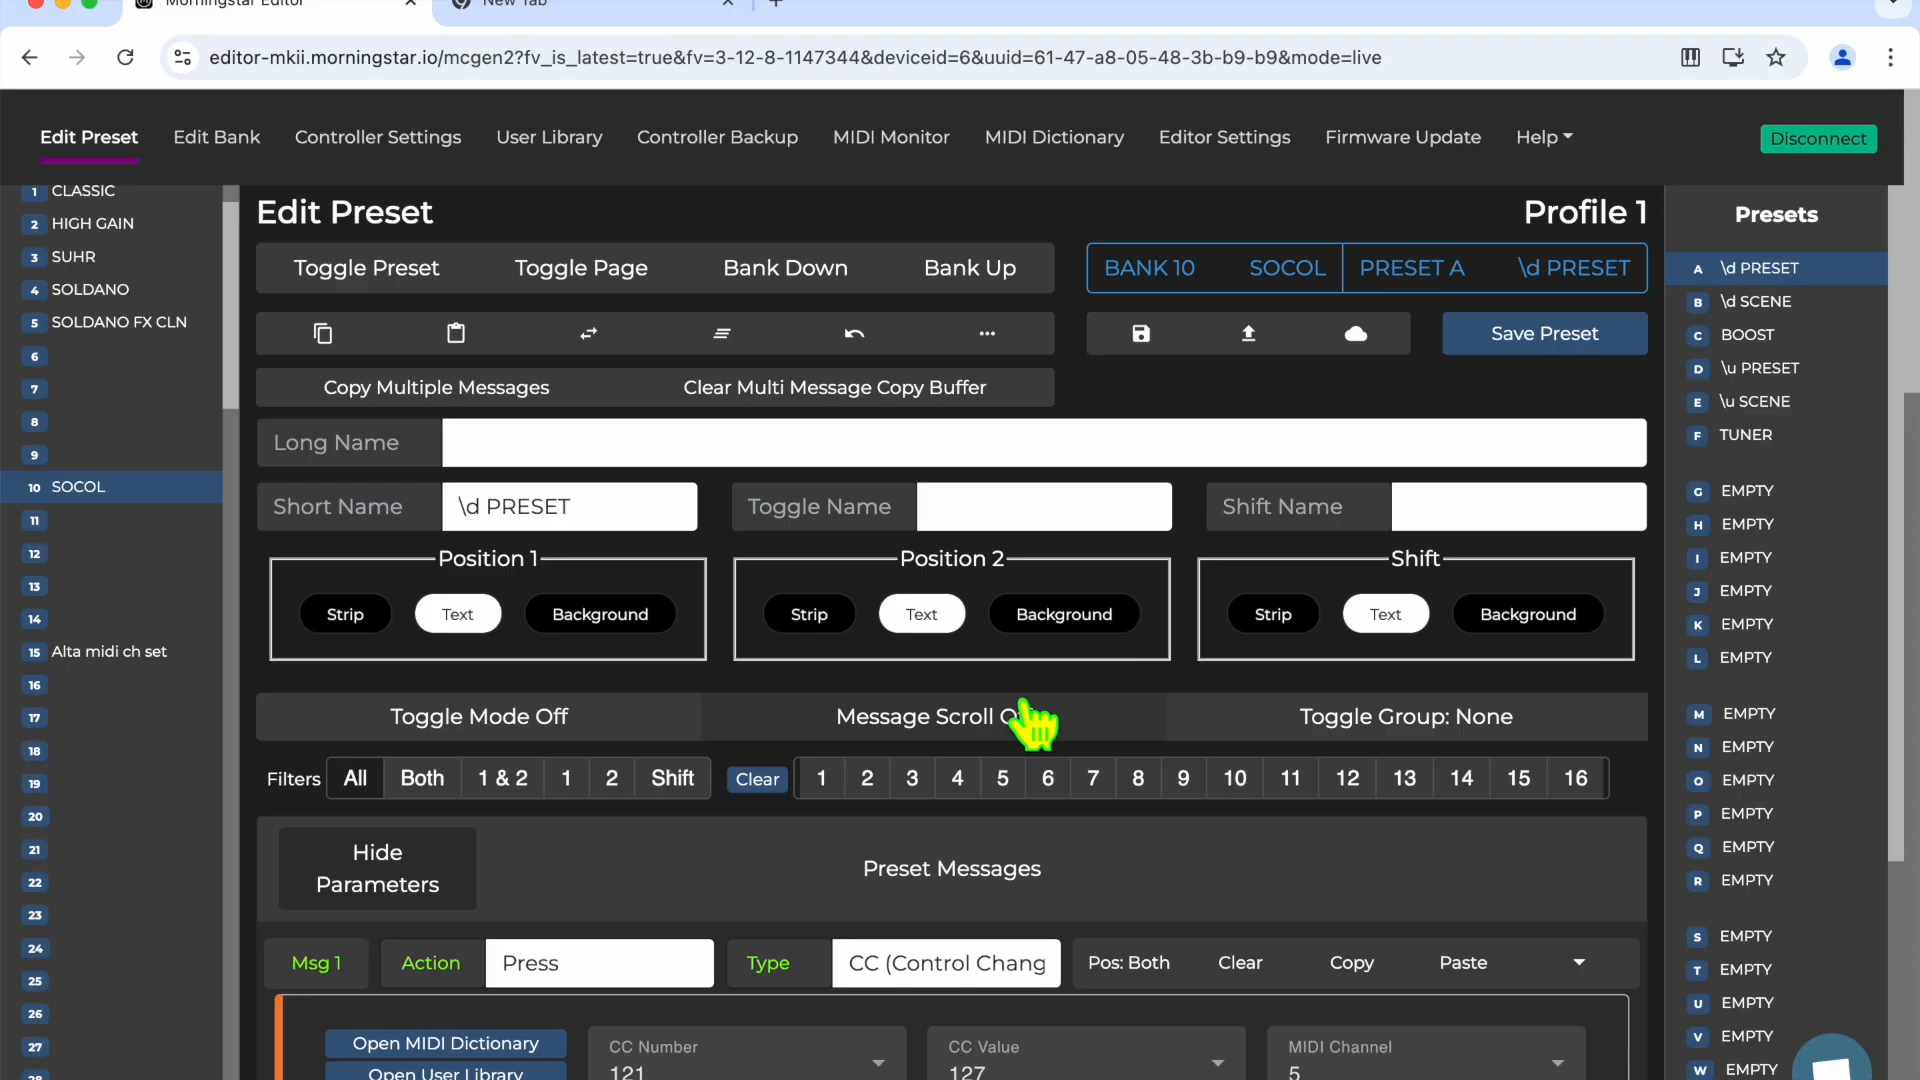 Morningstar Editor
New Tab
editor-mkii.morningstar.io/mcgen2?fv_is_latest=true&fv=3-12-8-1147344&deviceid=6&uuid=61-47-a8-05-48-3b-b9-b9&mode=live
Edit Preset Edit Bank Controller Settings User Library Controller Backup MIDI Monitor MIDI Dictionary Editor Settings Firmware Update Help Disconnect
1 CLASSIC
2 HIGH GAIN
3 SUHR
4 SOLDANO
5 SOLDANO FX CLN
6
7
8
9
10 SOCOL
11
12
13
14
15 Alta midi ch set
16
17
18
19
20
21
22
23
24
25
26
27
28
Edit Preset Profile 1
Toggle Preset Toggle Page Bank Down Bank Up BANK 10 SOCOL PRESET A \d PRESET
Save Preset
Copy Multiple Messages Clear Multi Message Copy Buffer
Long Name
Short Name \d PRESET Toggle Name Shift Name
Position 1 Position 2 Shift
Strip Text Background Strip Text Background Strip Text Background
Toggle Mode Off Message Scroll Toggle Group: None
Filters All Both 1 & 2 1 2 Shift Clear 1 2 3 4 5 6 7 8 9 10 11 12 13 14 15 16
Hide
Parameters
Preset Messages
Msg 1 Action Press Type CC (Control Chang Pos: Both Clear Copy Paste
Open MIDI Dictionary
Open User Library
CC Number
121
CC Value
127
MIDI Channel
5
Presets
A \d PRESET
B \d SCENE
C BOOST
D \u PRESET
E \u SCENE
F TUNER
G EMPTY
H EMPTY
I EMPTY
J EMPTY
K EMPTY
L EMPTY
M EMPTY
N EMPTY
O EMPTY
P EMPTY
Q EMPTY
R EMPTY
S EMPTY
T EMPTY
U EMPTY
V EMPTY
W EMPTY